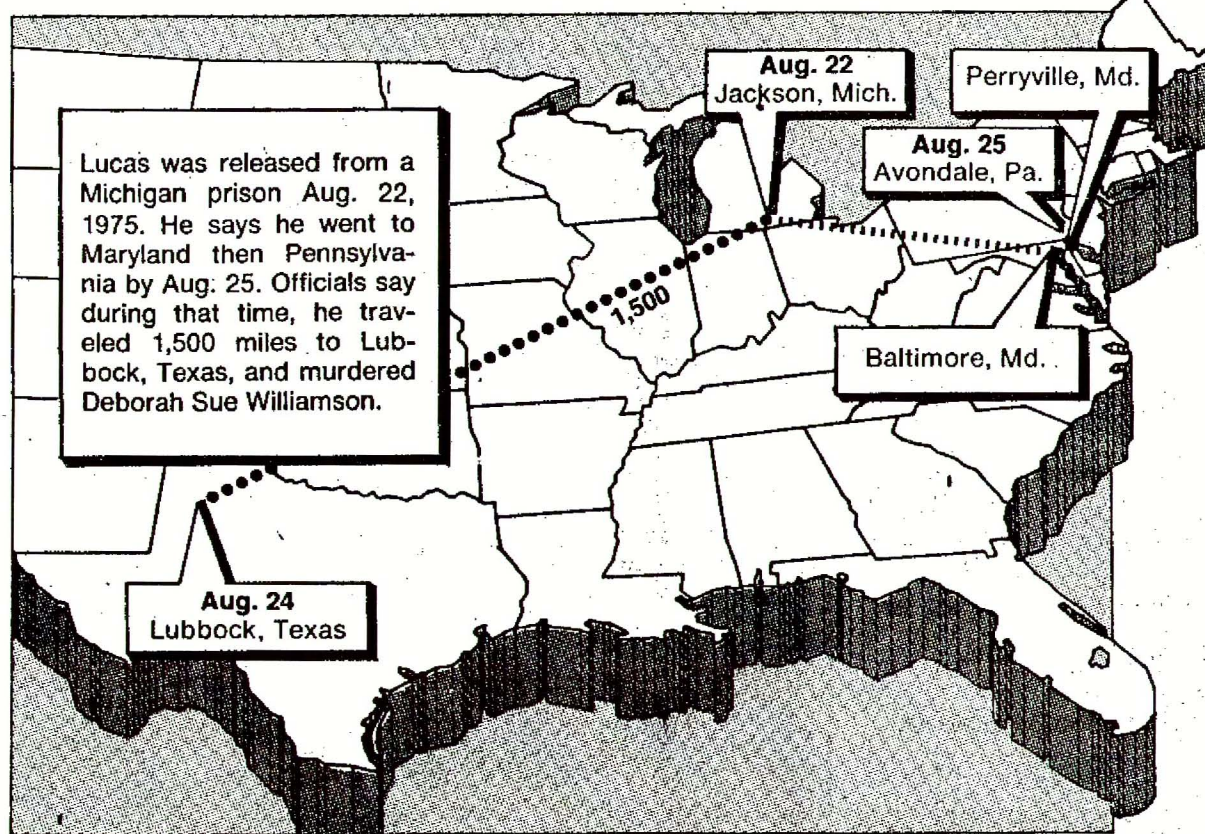 Aug. 22
Jackson, Mich.
Perryville, Md.
Aug. 25
Avondale, Pa.
Lucas was released from a
Michigan prison Aug. 22,
1975. He says he went to
Maryland then Pennsylva-
nia by Aug. 25. Officials say
during that time, he trav-
eled 1,500 miles to Lub-
bock, Texas, and murdered
Deborah Sue Williamson.
1,500
Baltimore, Md.
Aug. 24
Lubbock, Texas